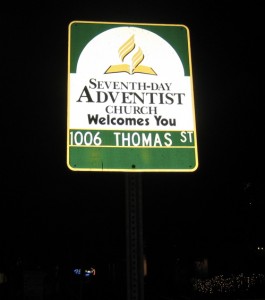 SEVENTH-DAY
ADVENTIST
CHURCH
Welcomes You
1006 THOMAS ST